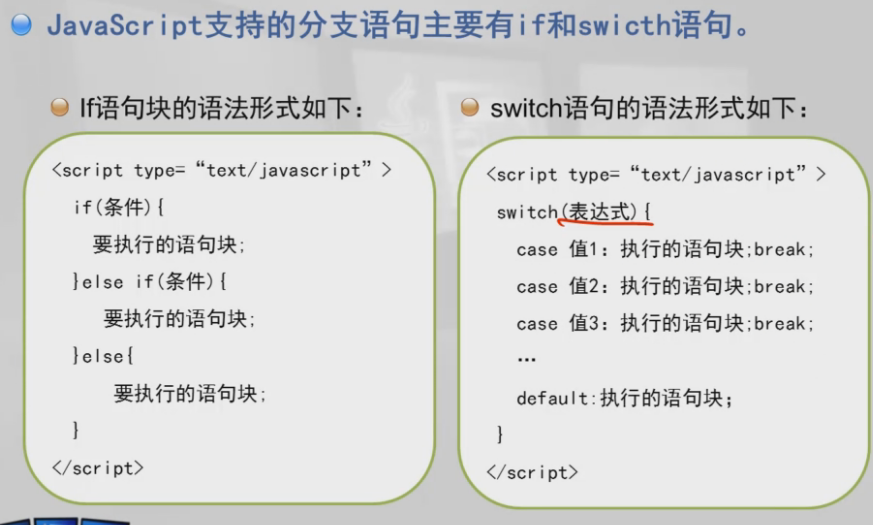 JavaScript支持的分支语句主要有if和swicth语句。
If语句块的语法形式如下：
<script type=“text/javascript”>
if(条件){
要执行的语句块;
}else if(条件){
要执行的语句块;
}else{
要执行的语句块;
}
</script>
switch语句的语法形式如下：
<script type=“text/javascript”>
switch(表达式){
case 值1：执行的语句块;break;
case 值2：执行的语句块;break;
case 值3：执行的语句块;break;
…
default:执行的语句块；
}
</script>